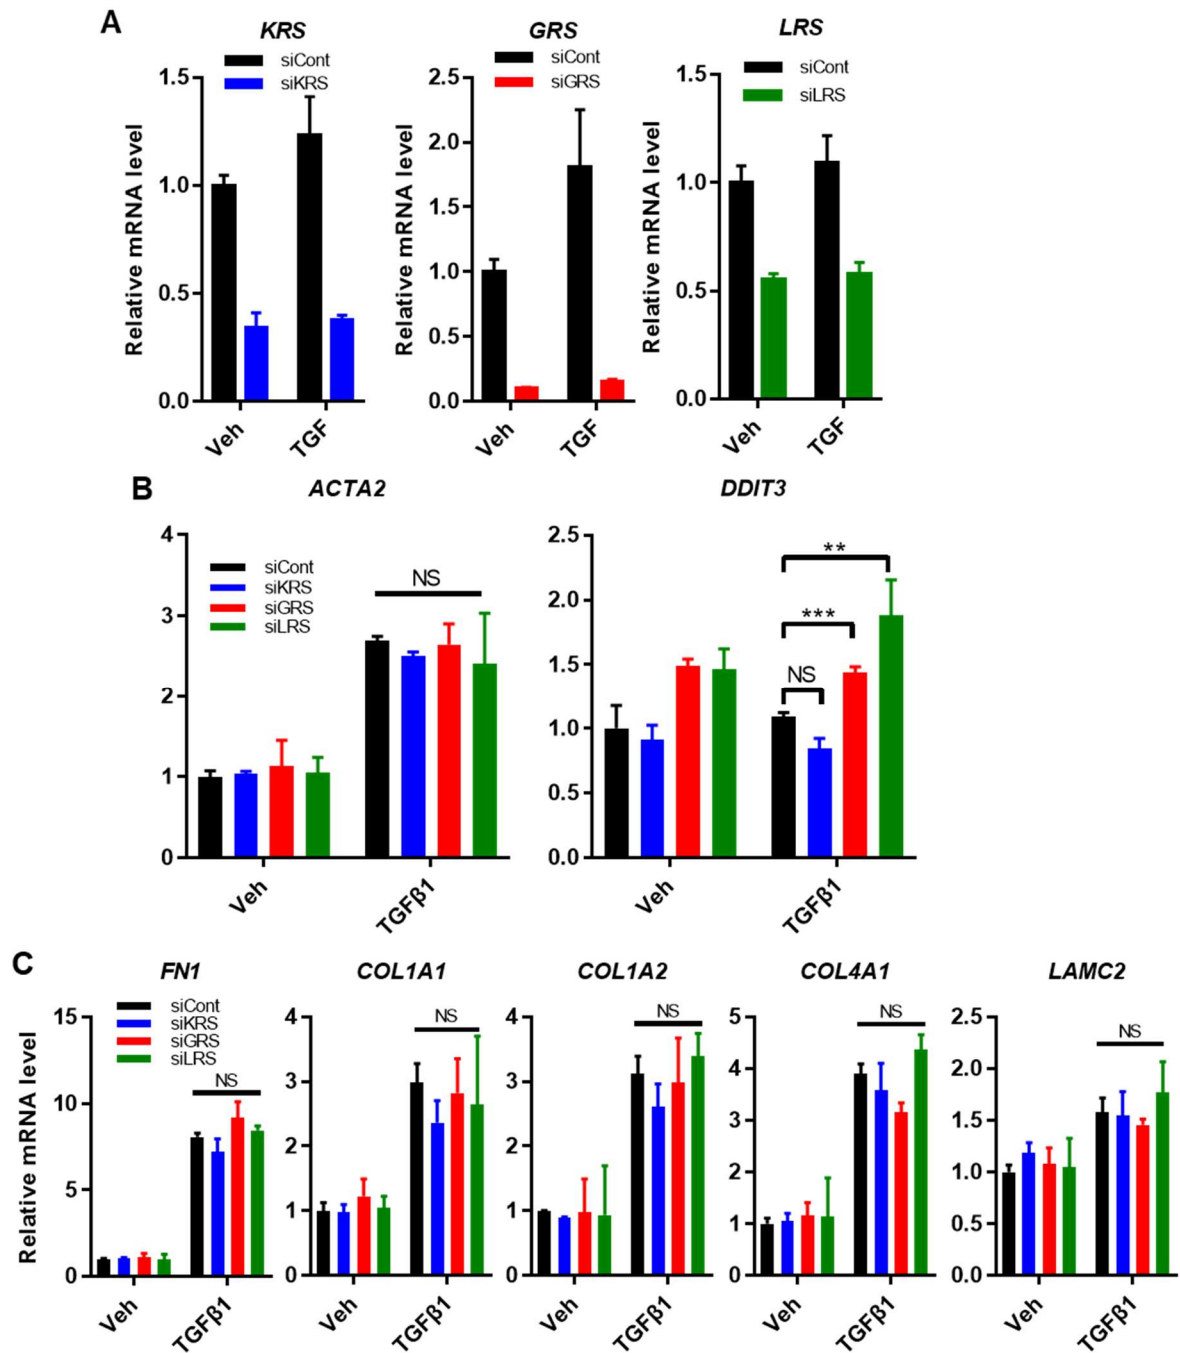 A
KRS
siCont
siKRS
Relative mRNA level
1.5
1.0
0.5
0.0
Veh
TGF
GRS
siCont
siGRS
Relative mRNA level
2.5
2.0
1.5
1.0
0.5
0.0
Veh
TGF
LRS
siCont
siLRS
Relative mRNA level
1.5
1.0
0.5
0.0
Veh
TGF
B
ACTA2
siCont
siKRS
siGRS
siLRS
4
3
2
1
0
NS
Veh
TGFβ1
DDIT3
2.5
2.0
1.5
1.0
0.5
0.0
**
***
NS
Veh
TGFβ1
C
FN1
siCont
siKRS
siGRS
siLRS
Relative mRNA level
15
10
5
0
NS
Veh
TGFβ1
COL1A1
4
3
2
1
0
NS
Veh
TGFβ1
COL1A2
4
3
2
1
0
NS
Veh
TGFβ1
COL4A1
5
4
3
2
1
0
NS
Veh
TGFβ1
LAMC2
2.5
2.0
1.5
1.0
0.5
0.0
NS
Veh
TGFβ1